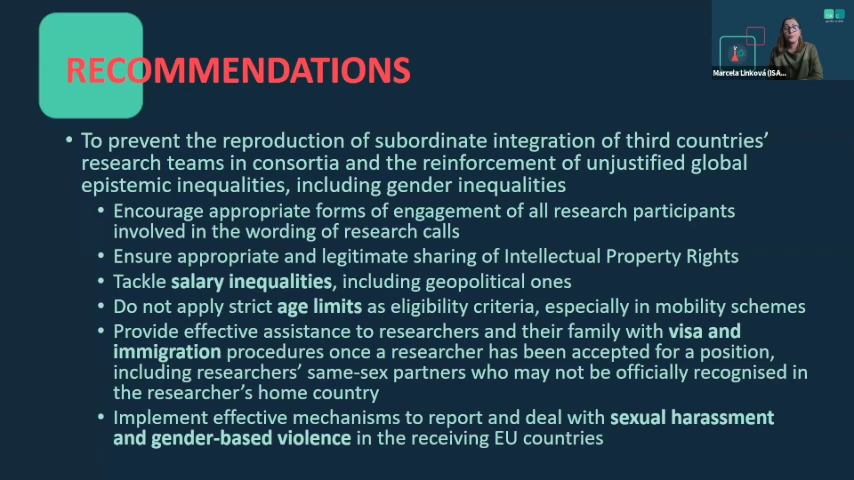 RECOMMENDATIONS
Marcela Linková (ISA...
• To prevent the reproduction of subordinate integration of third countries’
research teams in consortia and the reinforcement of unjustified global
epistemic inequalities, including gender inequalities
• Encourage appropriate forms of engagement of all research participants
involved in the wording of research calls
• Ensure appropriate and legitimate sharing of Intellectual Property Rights
• Tackle salary inequalities, including geopolitical ones
• Do not apply strict age limits as eligibility criteria, especially in mobility schemes
• Provide effective assistance to researchers and their family with visa and
immigration procedures once a researcher has been accepted for a position,
including researchers’ same-sex partners who may not be officially recognised in
the researcher’s home country
• Implement effective mechanisms to report and deal with sexual harassment
and gender-based violence in the receiving EU countries